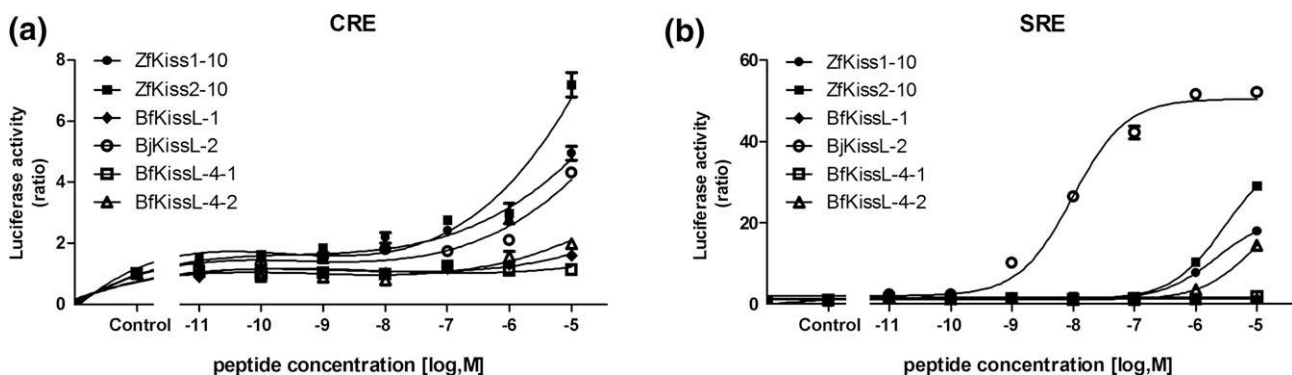 (a)
CRE
ZfKiss1-10
ZfKiss2-10
BfKissL-1
BjKissL-2
BfKissL-4-1
BfKissL-4-2
Luciferase activity
(ratio)
8
6
4
2
0
Control
-11
-10
-9
-8
-7
-6
-5
peptide concentration [log,M]
(b)
SRE
ZfKiss1-10
ZfKiss2-10
BfKissL-1
BjKissL-2
BfKissL-4-1
BfKissL-4-2
Luciferase activity
(ratio)
60
40
20
0
Control
-11
-10
-9
-8
-7
-6
-5
peptide concentration [log,M]